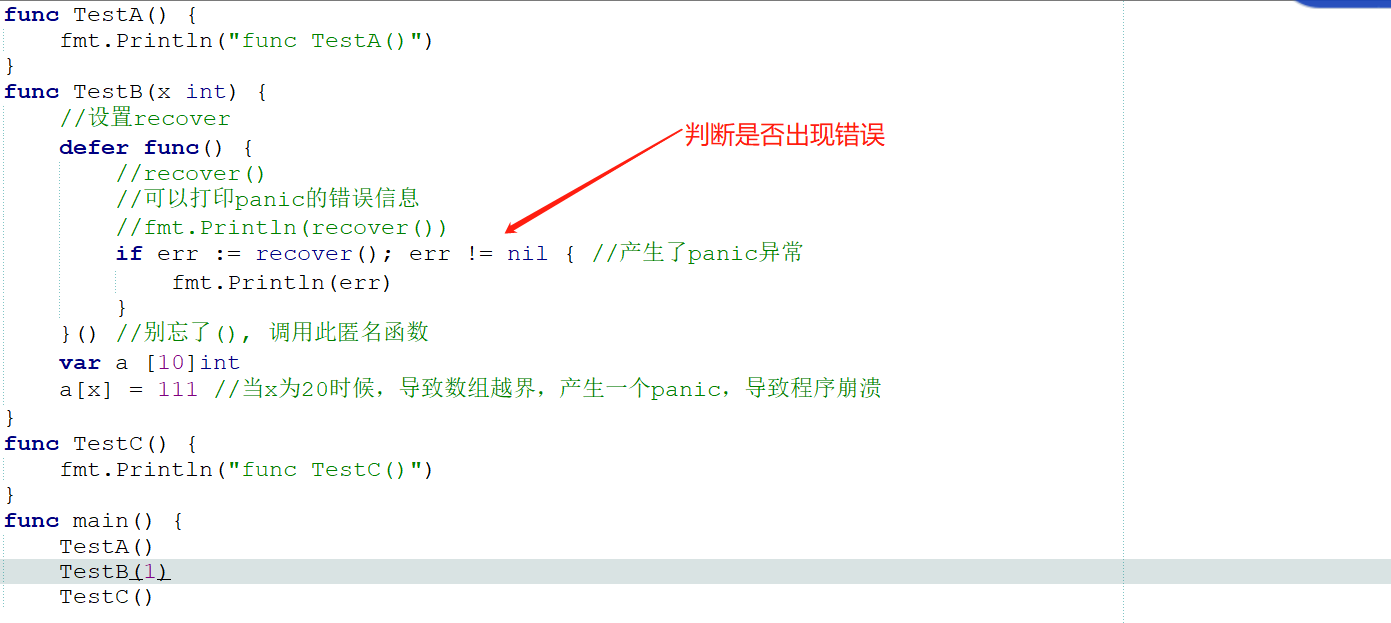 func TestA() {
    fmt.Println("func TestA()")
}
func TestB(x int) {
    //设置recover
    defer func() {
        //recover()
        //可以打印panic的错误信息
        //fmt.Println(recover())
        if err := recover(); err != nil { //产生了panic异常
            fmt.Println(err)
        }
    }() //别忘了(), 调用此匿名函数
    var a [10]int
    a[x] = 111 //当x为20时候，导致数组越界，产生一个panic，导致程序崩溃
}
func TestC() {
    fmt.Println("func TestC()")
}
func main() {
    TestA()
    TestB(1)
    TestC()
判断是否出现错误